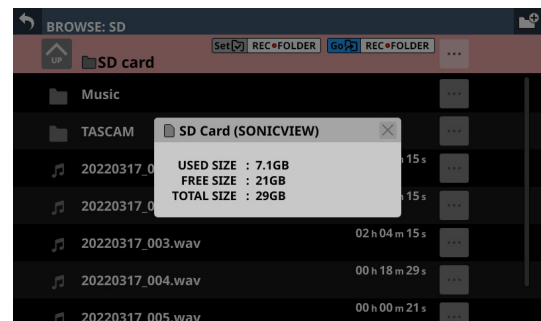 BROWSE: SD
Set REC●FOLDER Go REC●FOLDER
UP SD card
Music
TASCAM
SD Card (SONICVIEW)
20220317_0
15 s
USED SIZE : 7.1GB
FREE SIZE : 21GB
TOTAL SIZE : 29GB
20220317_0
15 s
20220317_003.wav 02 h 04 m 15 s
20220317_004.wav 00 h 18 m 29 s
20220317_005.wav 00 h 00 m 21 s